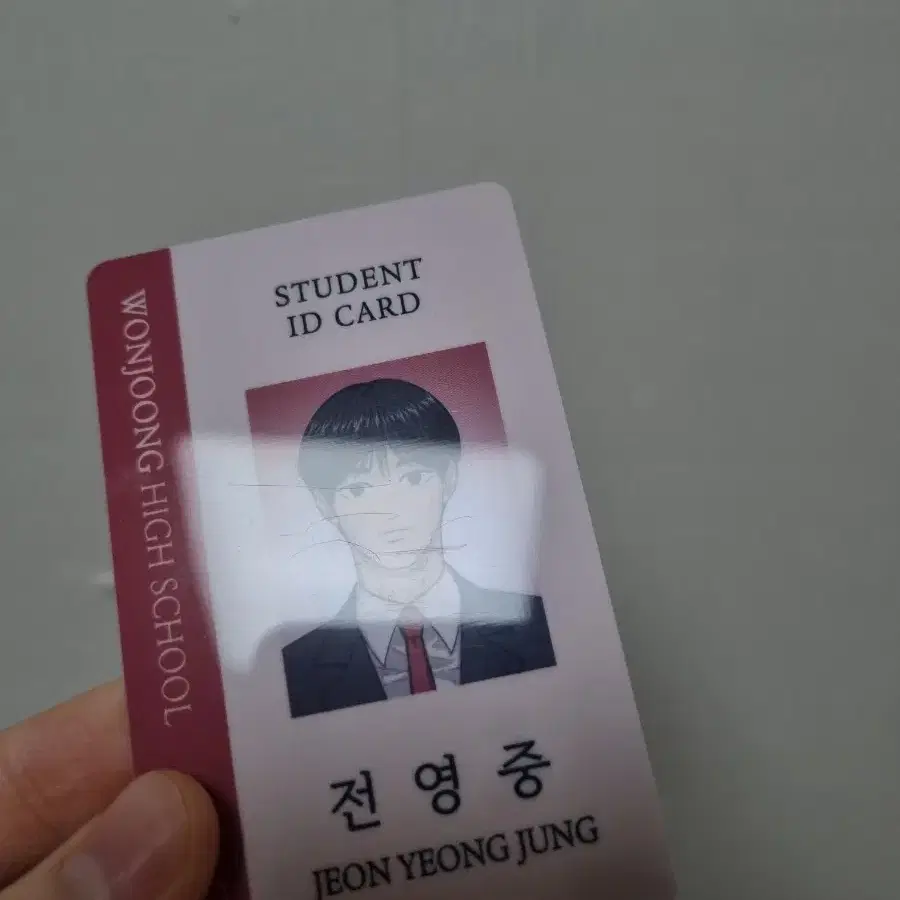 STUDENT
ID CARD
WONJOONG HIGH SCHOOL
전영중
JEON YEONG JUNG